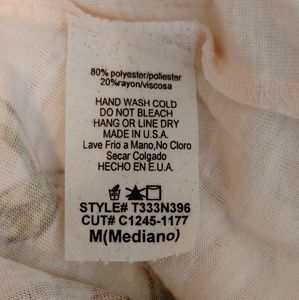 80% polyester/poliester
20%rayon/viscosa
HAND WASH COLD
DO NOT BLEACH
HANG OR LINE DRY
MADE IN U.S.A.
Lave Frio a Mano,No Cloro
Secar Colgado
HECHO EN E.U.A.
STYLE# T333N396
CUT# C1245-1177
M(Mediano)